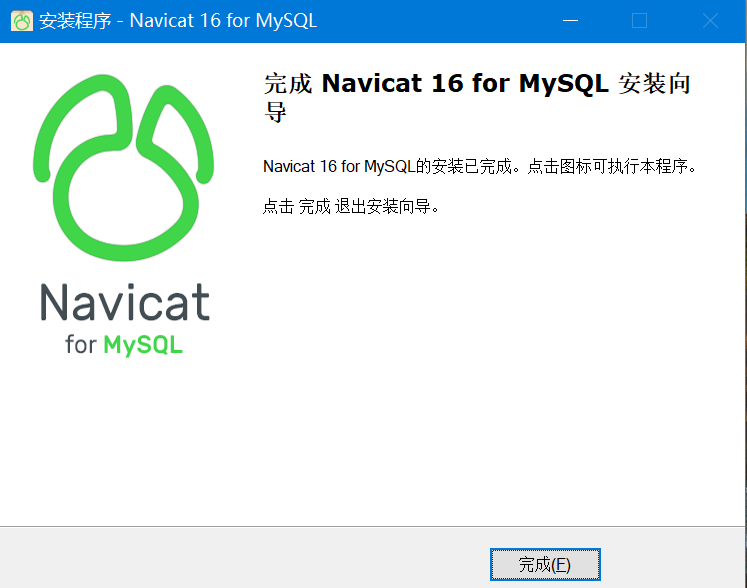 安装程序 - Navicat 16 for MySQL
完成 Navicat 16 for MySQL 安装向
导
Navicat 16 for MySQL的安装已完成。点击图标可执行本程序。
点击 完成 退出安装向导。
Navicat
for MySQL
完成(F)